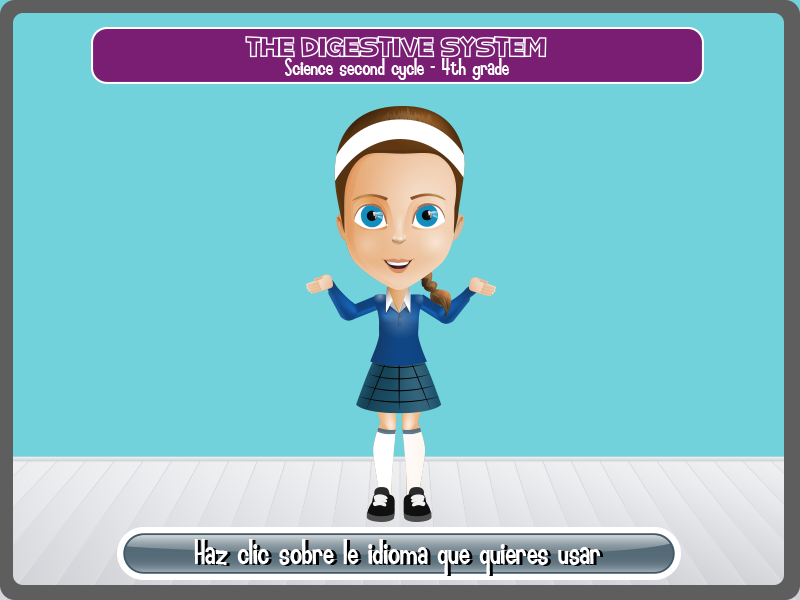 THE DIGESTIVE SYSTEM
Science second cycle - 4th grade
Haz clic sobre le idioma que quieres usar